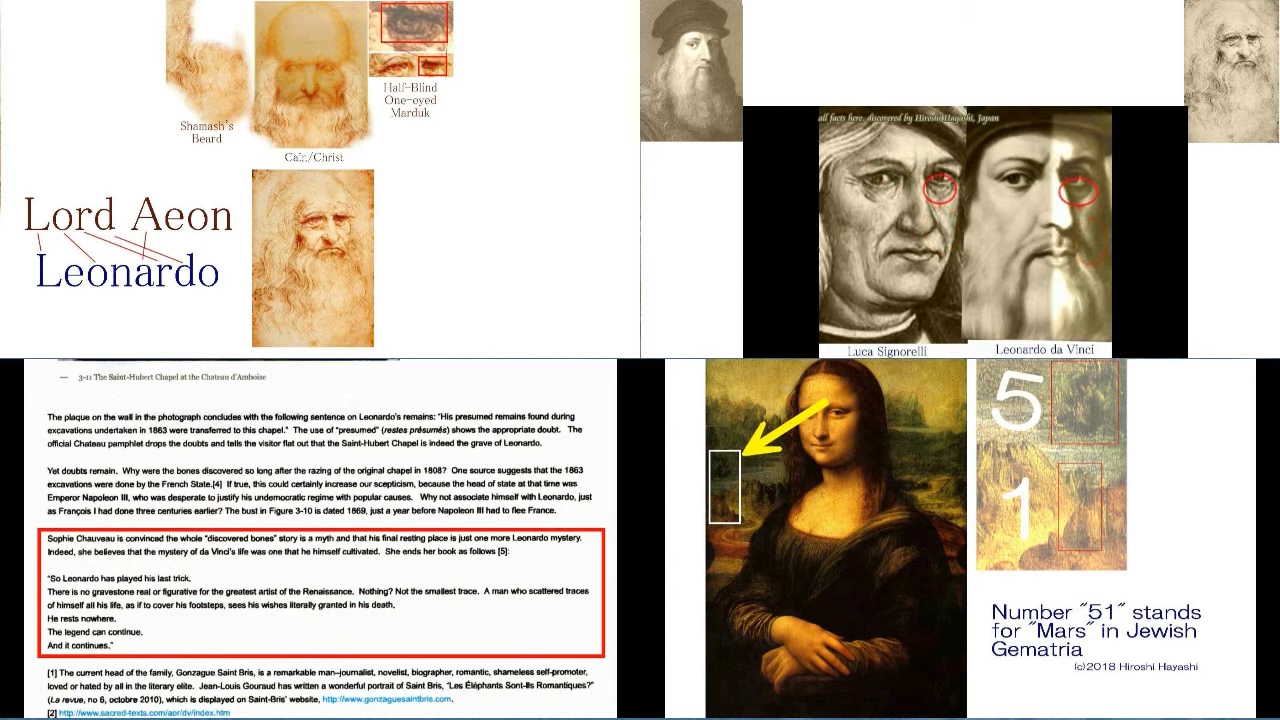 Shamash's
Beard
Cain/Christ
Half-Blind
One-eyed
Marduk
Lord Aeon
Leonardo
all facts here. discovered by Hiroshi Hayashi, Japan
Luca Signorelli
Leonardo da Vinci
3-11 The Saint-Hubert Chapel at the Chateau d'Amboise
The plaque on the wall in the photograph concludes with the following sentence on Leonardo's remains: "His presumed remains found during
excavations undertaken in 1863 were transferred to this chapel." The use of "presumed" (restes présumés) shows the appropriate doubt. The
official Chateau pamphlet drops the doubts and tells the visitor flat out that the Saint-Hubert Chapel is indeed the grave of Leonardo.
Yet doubts remain. Why were the bones discovered so long after the razing of the original chapel in 1808? One source suggests that the 1863
excavations were done by the French State.[4] If true, this could certainly increase our scepticism, because the head of state at that time was
Emperor Napoleon III, who was desperate to justify his undemocratic regime with popular causes. Why not associate himself with Leonardo, just
as François I had done three centuries earlier? The bust in Figure 3-10 is dated 1869, just a year before Napoleon III had to flee France.
Sophie Chauveau is convinced the whole "discovered bones" story is a myth and that his final resting place is just one more Leonardo mystery.
Indeed, she believes that the mystery of da Vinci's life was one that he himself cultivated. She ends her book as follows [5]:
"So Leonardo has played his last trick.
There is no gravestone real or figurative for the greatest artist of the Renaissance. Nothing? Not the smallest trace. A man who scattered traces
of himself all his life, as if to cover his footsteps, sees his wishes literally granted in his death.
He rests nowhere.
The legend can continue.
And it continues."
[1] The current head of the family, Gonzague Saint Bris, is a remarkable man–journalist, novelist, biographer, romantic, shameless self-promoter,
loved or hated by all in the literary elite. Jean-Louis Gouraud has written a wonderful portrait of Saint Bris, "Les Éléphants Sont-Ils Romantiques?"
(La revue, no 6, octobre 2010), which is displayed on Saint-Bris' website, http://www.gonzaguesaintbris.com.
[2] http://www.sacred-texts.com/aor/dv/index.htm
5
1
Number "51" stands
for "Mars" in Jewish
Gematria
(c)2018 Hiroshi Hayashi